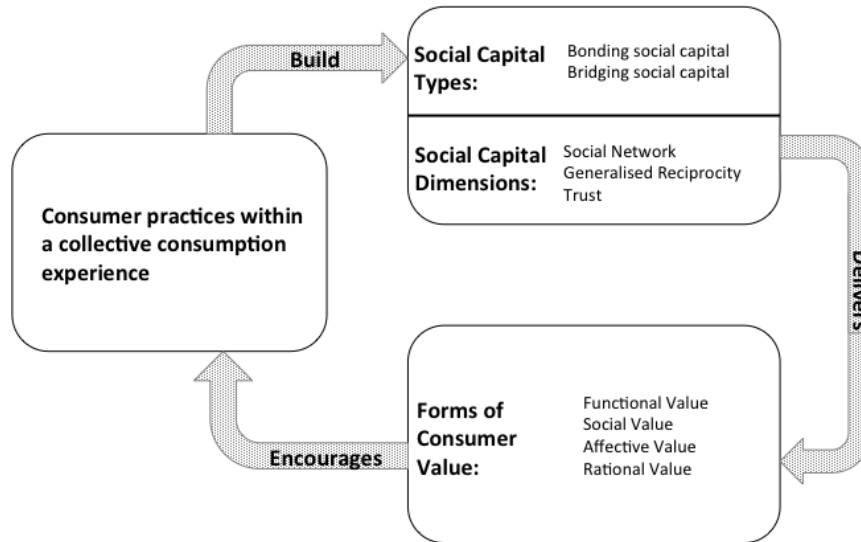 Build
Social Capital
Types:
Bonding social capital
Bridging social capital
Social Capital
Dimensions:
Social Network
Generalised Reciprocity
Trust
Consumer practices within
a collective consumption
experience
Delivers
Forms of
Consumer
Value:
Functional Value
Social Value
Affective Value
Rational Value
Encourages